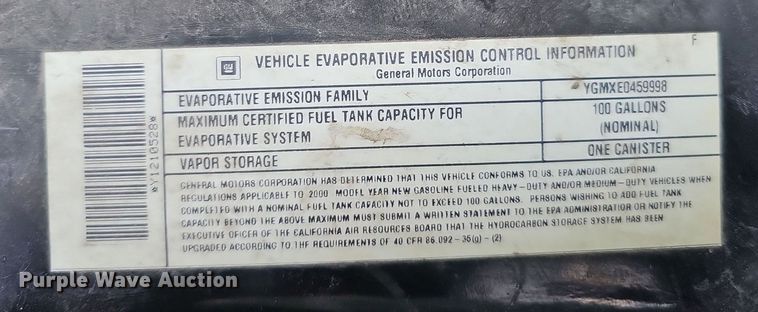 F
GM
VEHICLE EVAPORATIVE EMISSION CONTROL INFORMATION
General Motors Corporation
EVAPORATIVE EMISSION FAMILY YGMXE0459998
MAXIMUM CERTIFIED FUEL TANK CAPACITY FOR 100 GALLONS
EVAPORATIVE SYSTEM (NOMINAL)
VAPOR STORAGE ONE CANISTER
GENERAL MOTORS CORPORATION HAS DETERMINED THAT THIS VEHICLE CONFORMS TO US. EPA AND/OR CALIFORNIA
REGULATIONS APPLICABLE TO 2000 MODEL YEAR NEW GASOLINE FUELED HEAVY-DUTY AND/OR MEDIUM-DUTY VEHICLES WHEN
COMPLETED WITH A NOMINAL FUEL TANK CAPACITY NOT TO EXCEED 100 GALLONS. PERSONS WISHING TO ADD FUEL TANK
CAPACITY BEYOND THE ABOVE MAXIMUM MUST SUBMIT A WRITTEN STATEMENT TO THE EPA ADMINISTRATOR OR NOTIFY THE
EXECUTIVE OFFICER OF THE CALIFORNIA AIR RESOURCES BOARD THAT THE HYDROCARBON STORAGE SYSTEM HAS BEEN
UPGRADED ACCORDING TO THE REQUIREMENTS OF 40 CFR 86.092-35(g)-(2)
*Y1210528*
Purple Wave Auction